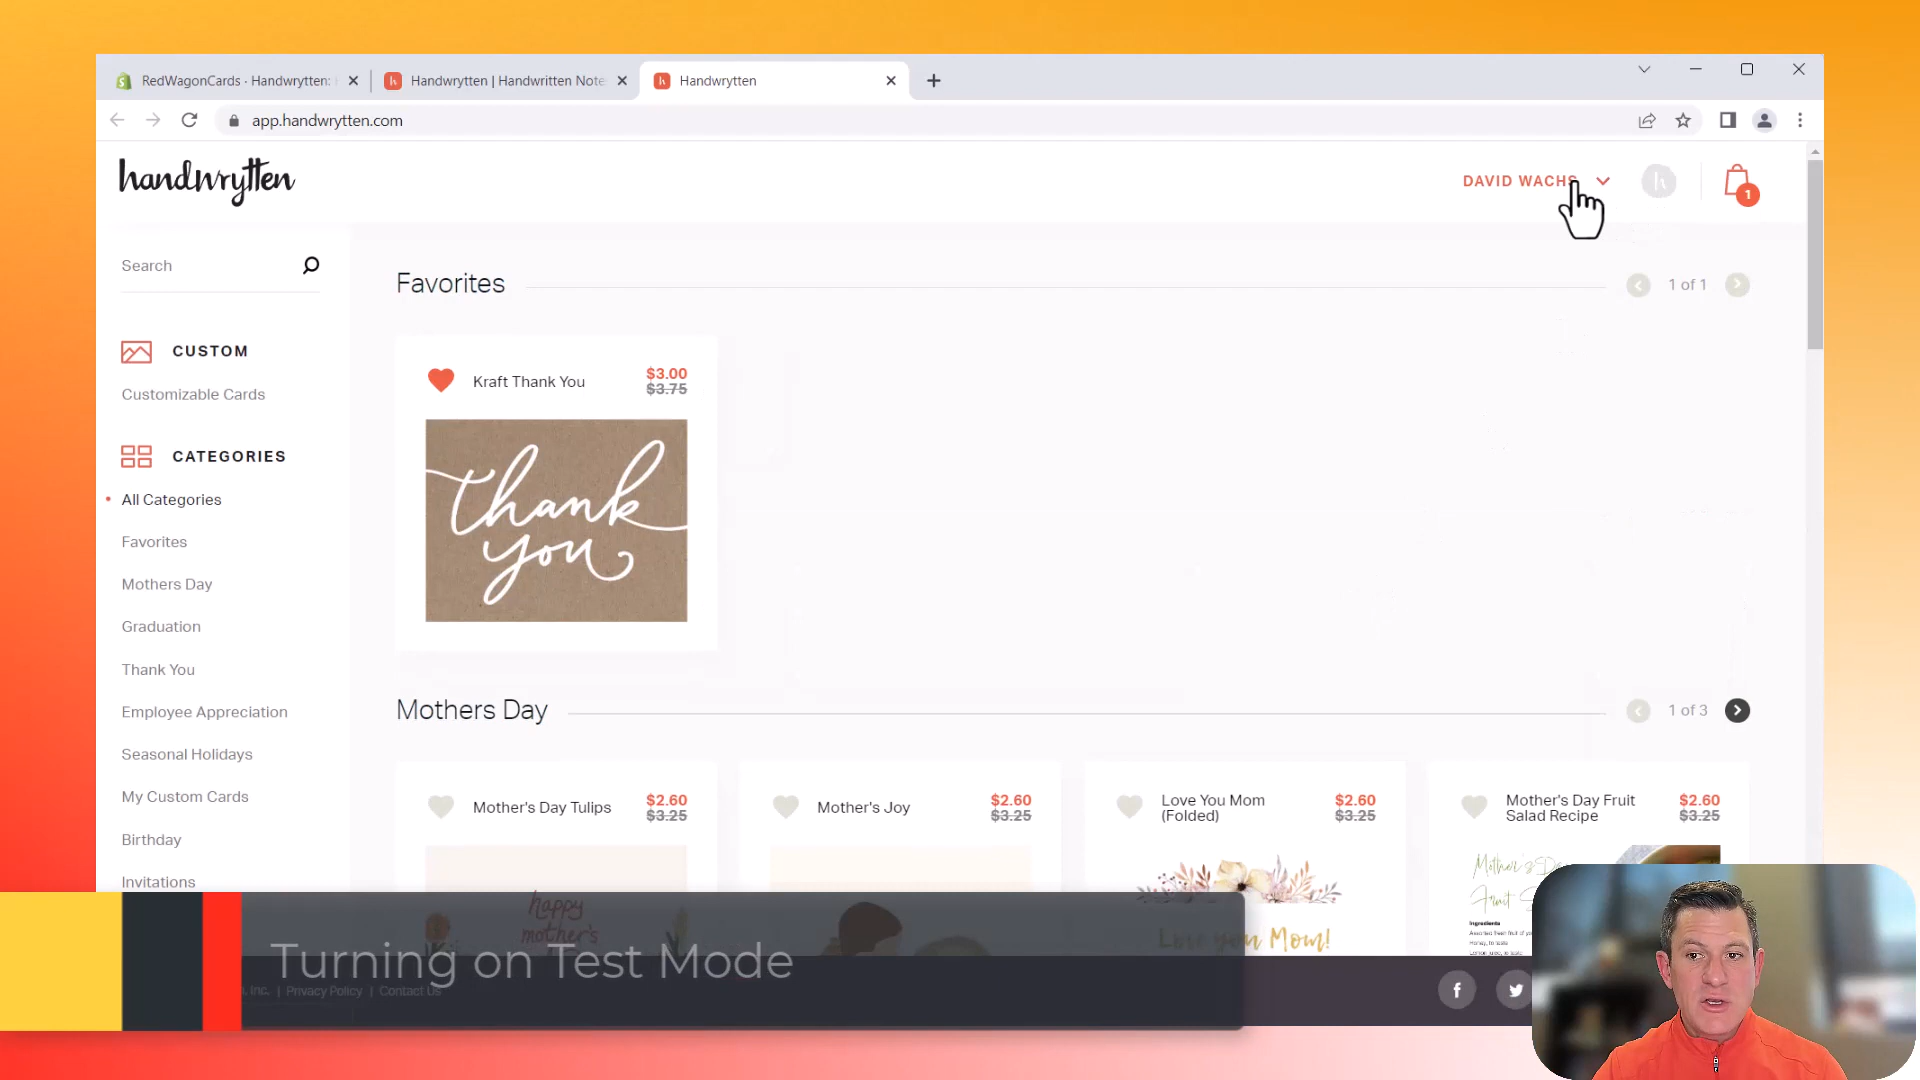 RedWagonCards · Handwrytten:
Handwrytten | Handwritten Note
Handwrytten
app.handwrytten.com
handwrytten
DAVID WACHS
1
Search
CUSTOM
Customizable Cards
CATEGORIES
All Categories
Favorites
Mothers Day
Graduation
Thank You
Employee Appreciation
Seasonal Holidays
My Custom Cards
Birthday
Invitations
Favorites
1 of 1
Kraft Thank You
$3.00
$3.75
thank
you
Mothers Day
1 of 3
Mother's Day Tulips
$2.60
$3.25
Mother's Joy
$2.60
$3.25
Love You Mom
(Folded)
$2.60
$3.25
Mother's Day Fruit
Salad Recipe
$2.60
$3.25
happy
mother's
Love you Mom!
Mother's Da
Fruit S
Ingredients
Turning on Test Mode
, Inc. | Privacy Policy | Contact Us